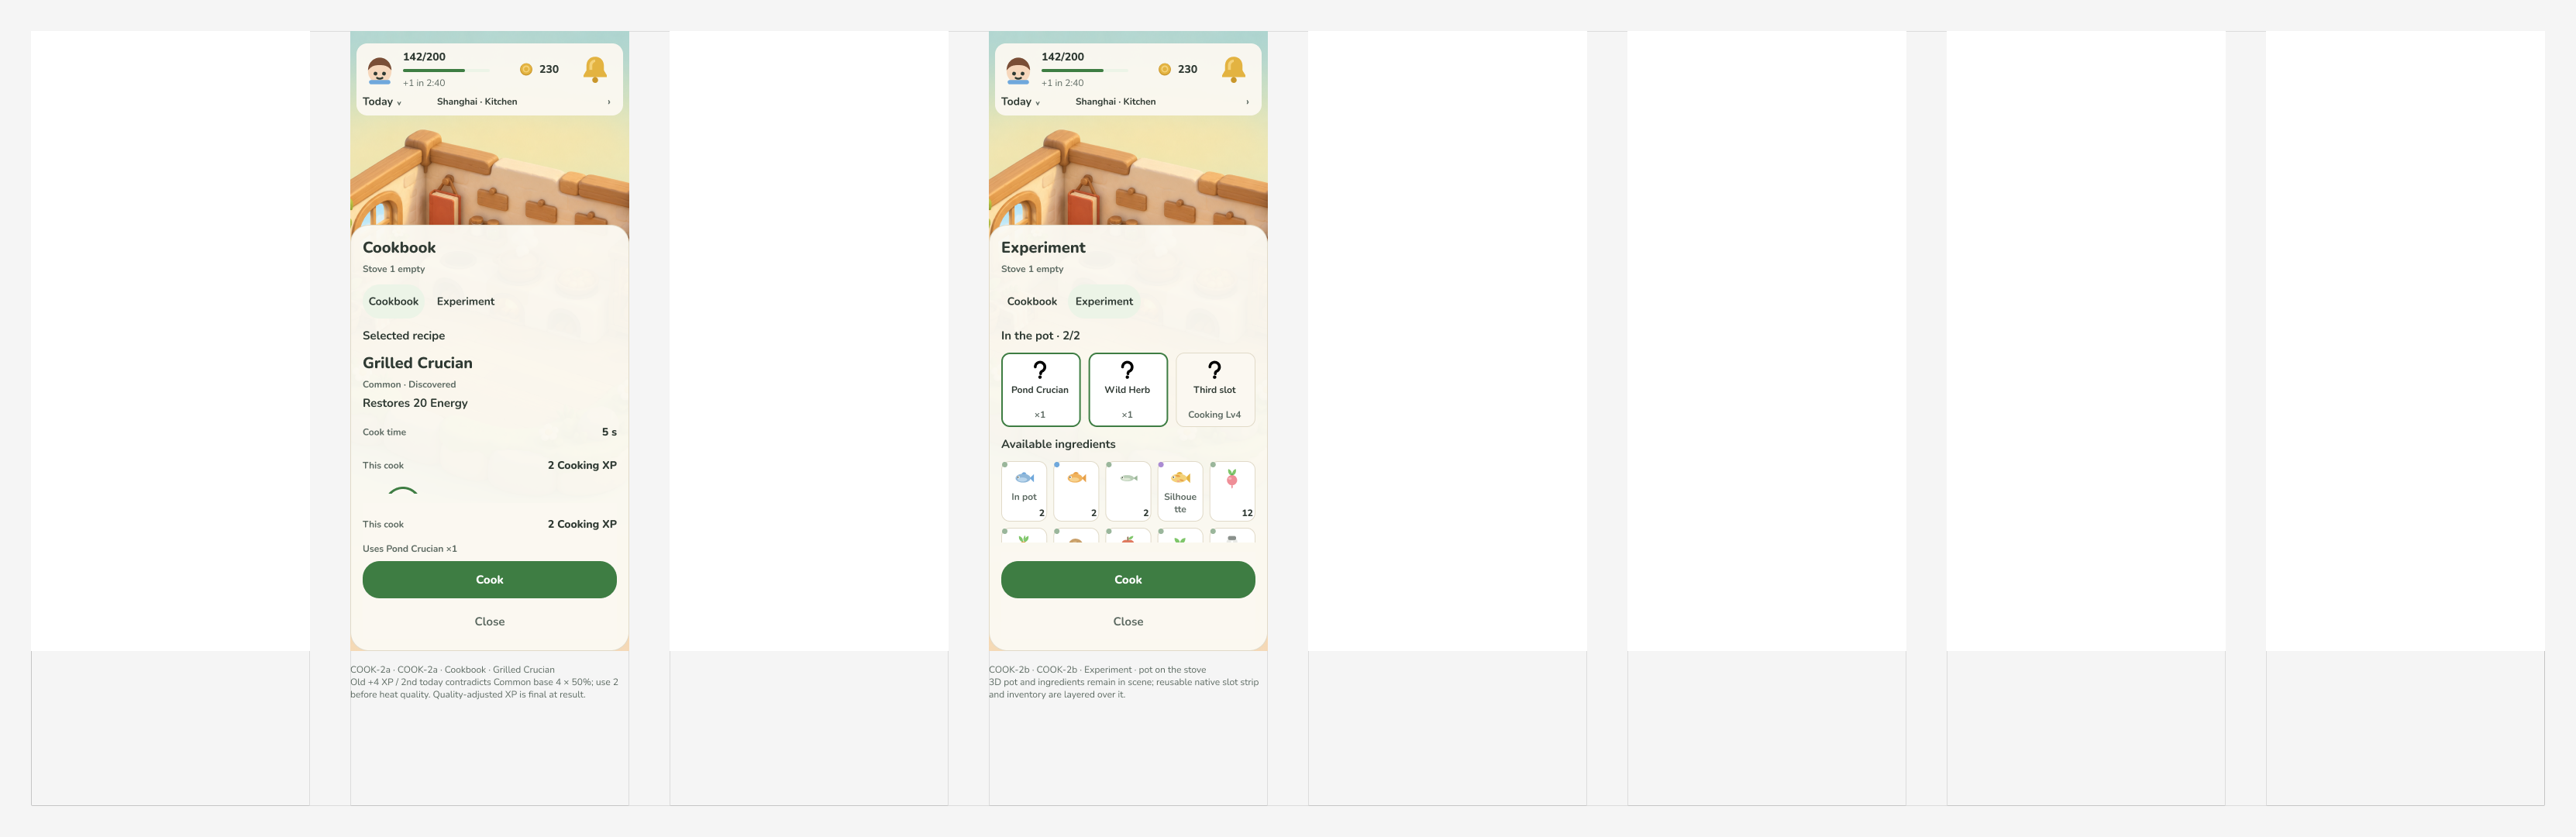 142/200
+1 in 2:40
230
Today v
Shanghai · Kitchen
›
Cookbook
Stove 1 empty
Cookbook
Experiment
Selected recipe
Grilled Crucian
Common · Discovered
Restores 20 Energy
Cook time
5 s
This cook
2 Cooking XP
This cook
2 Cooking XP
Uses Pond Crucian ×1
Cook
Close
COOK-2a · COOK-2a · Cookbook · Grilled Crucian
Old +4 XP / 2nd today contradicts Common base 4 × 50%; use 2
before heat quality. Quality-adjusted XP is final at result.
142/200
+1 in 2:40
230
Today v
Shanghai · Kitchen
›
Experiment
Stove 1 empty
Cookbook
Experiment
In the pot · 2/2
?
Pond Crucian
×1
?
Wild Herb
×1
?
Third slot
Cooking Lv4
Available ingredients
In pot
2
2
2
Silhoue
tte
12
Cook
Close
COOK-2b · COOK-2b · Experiment · pot on the stove
3D pot and ingredients remain in scene; reusable native slot strip
and inventory are layered over it.